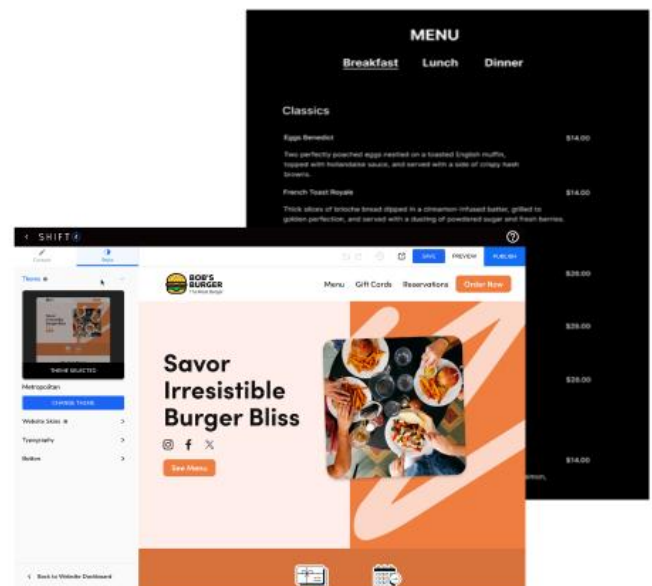 MENU
Breakfast Lunch Dinner
Classics
Eggs Benedict $14.00
Two perfectly poached eggs nestled on a toasted English muffin,
topped with hollandaise sauce, and served with a side of crispy hash
browns.
French Toast Royale $14.00
Thick slices of brioche bread dipped in a cinnamon-infused batter, grilled to
golden perfection, and served with a dusting of powdered sugar and fresh berries.
$26.00
$26.00
$26.00
$14.00
SHIFT4
Content Style
SAVE PREVIEW PUBLISH
Theme
THEME SELECTED
Metropolitan
CHANGE THEME
Website Skins
Typography
Button
Back to Website Dashboard
BOB'S
BURGER
Menu Gift Cards Reservations Order Now
Savor
Irresistible
Burger Bliss
See Menu